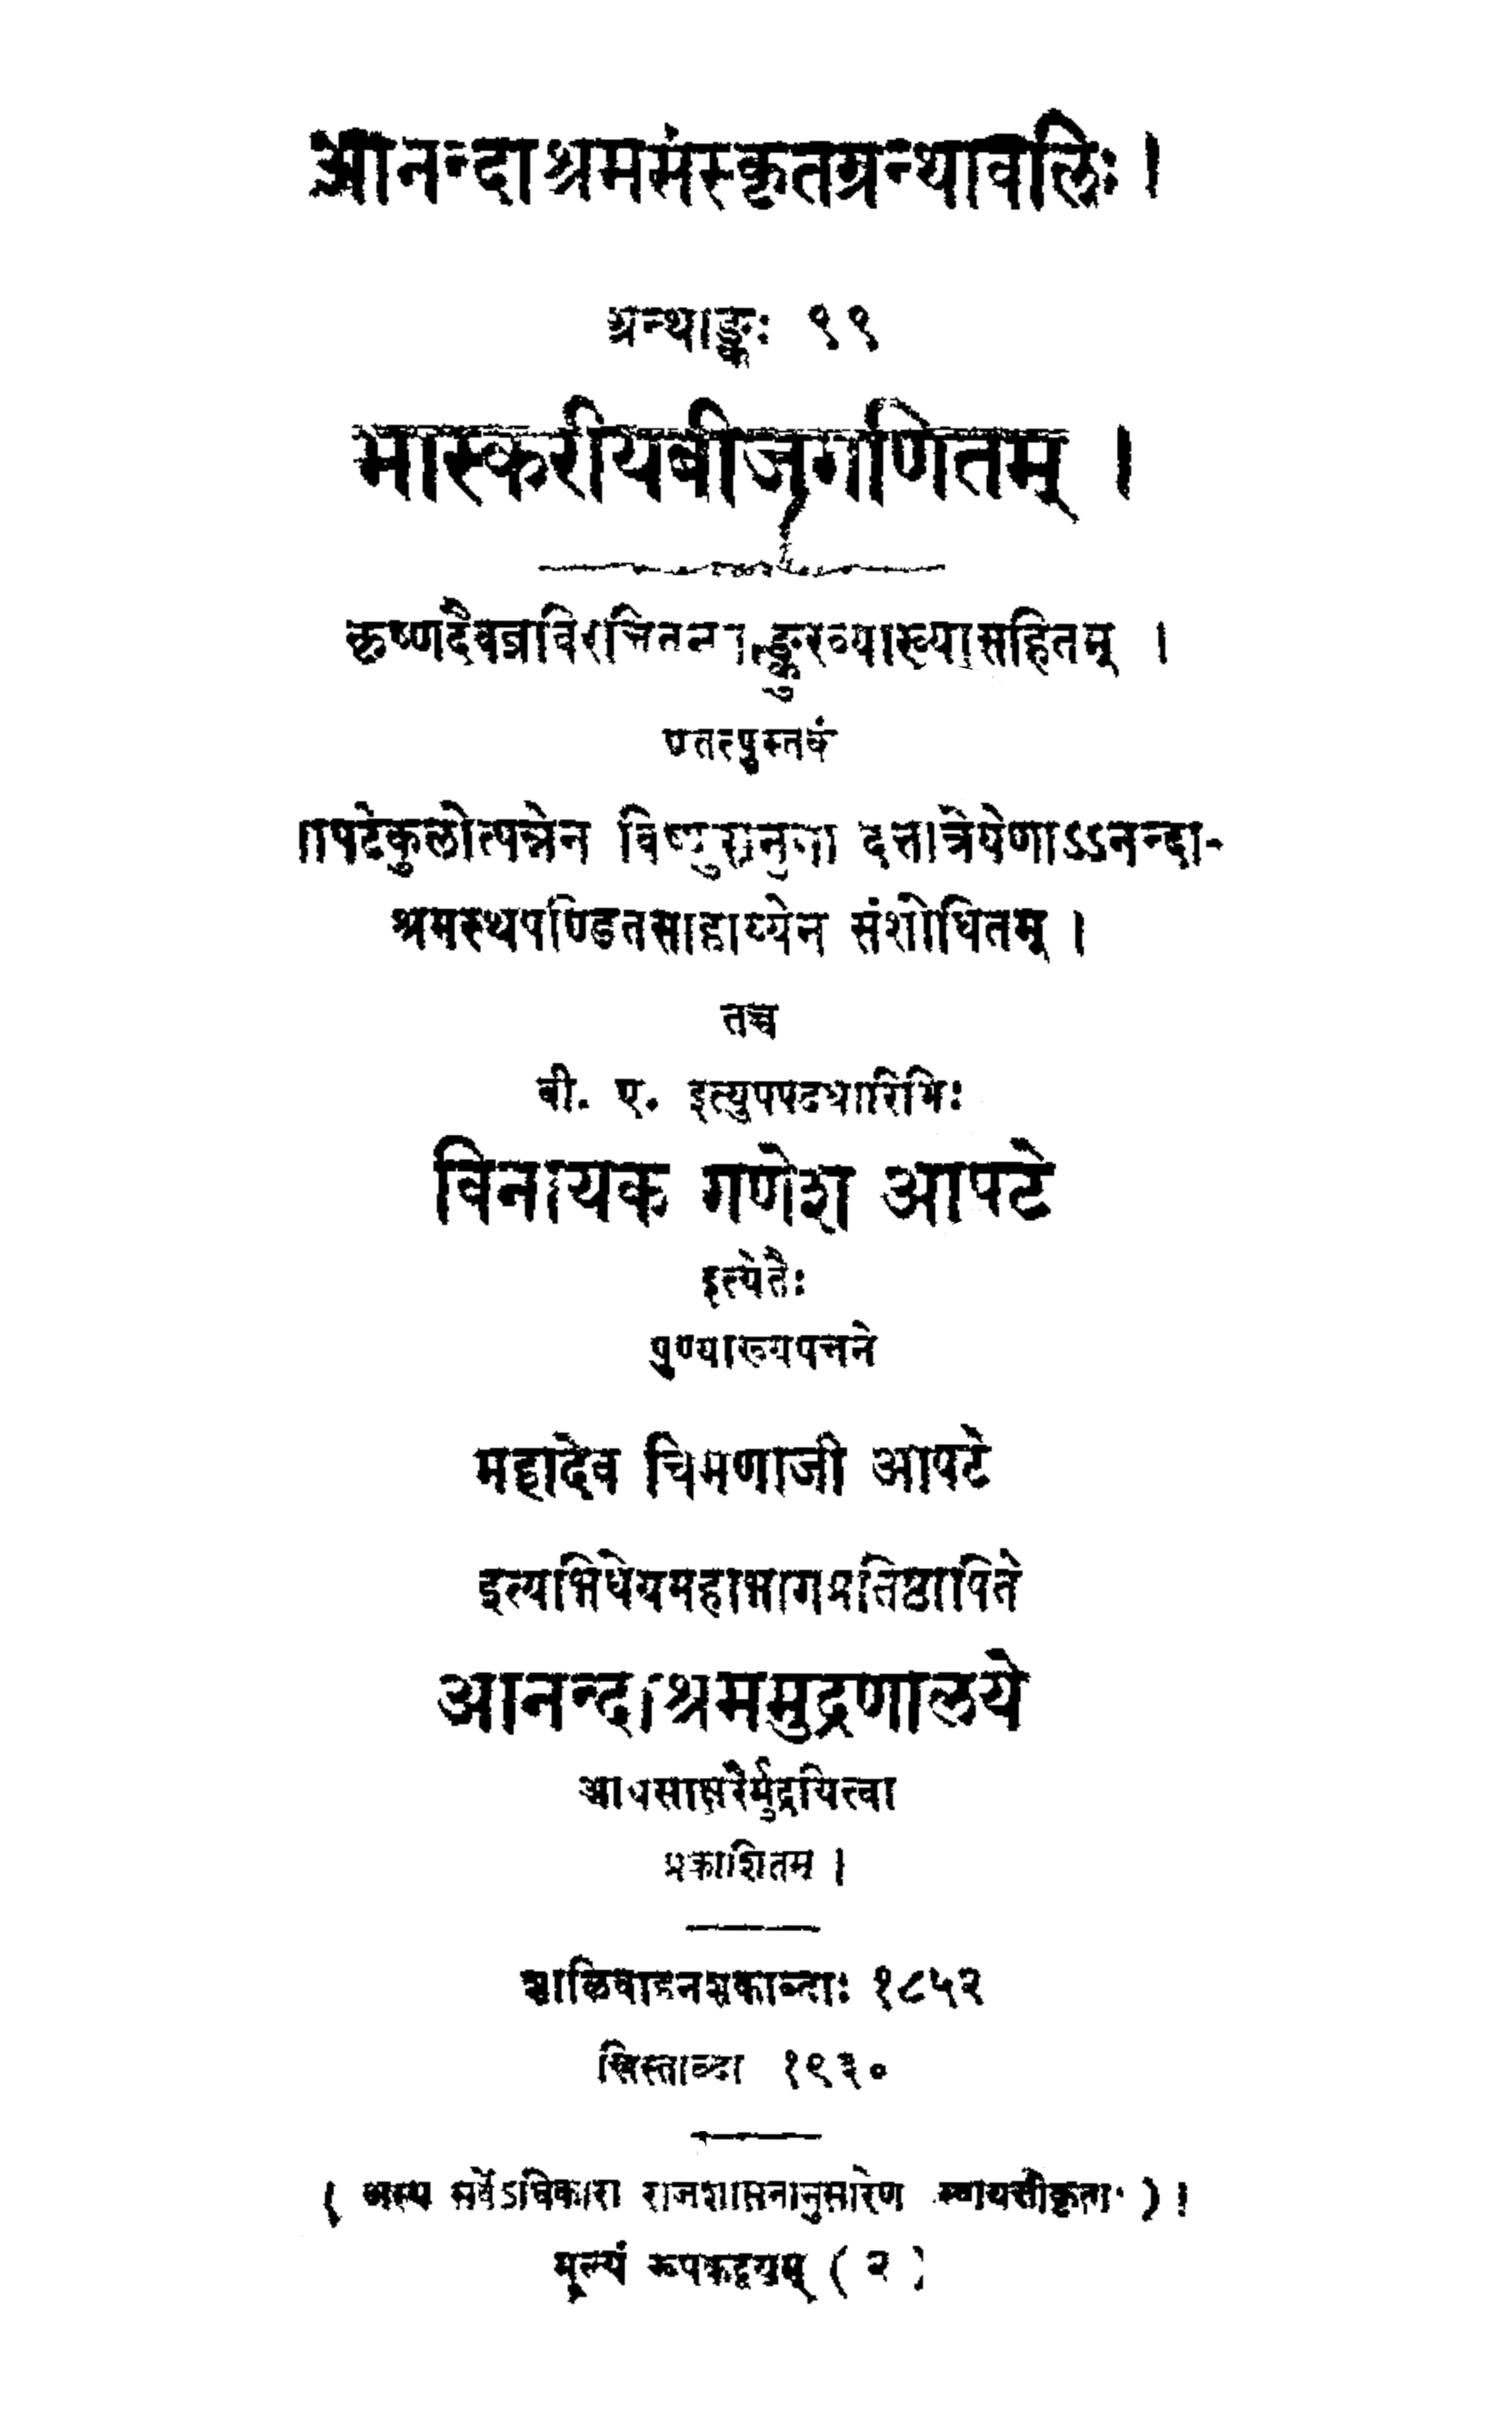 आनन्दाश्रमसंस्कृतग्रन्थावलिः ।
ग्रन्थाङ्कः ९९
भास्करीयबीजगणितम् ।
कृष्णदैवज्ञविरचितनवाङ्कुरव्याख्यासहितम् ।
एतत्पुस्तकं
आपटेकुलोत्पन्नेन विष्णुसूनुना दत्तात्रेयेणाऽऽनन्दा-
श्रमस्थपण्डितसाहाय्येन संशोधितम् ।
तच्च
बी. ए. इत्युपपदधारिभिः
विनायक गणेश आपटे
इत्येतैः
पुण्याख्यपत्तने
महादेव चिमणाजी आपटे
इत्यभिधेयमहाभागप्रतिष्ठापिते
आनन्दाश्रममुद्रणालये
आयसाक्षरैर्मुद्रयित्वा
प्रकाशितम् ।
शालिवाहनशकाब्दाः १८५२
ख्रिस्ताब्दा १९३०
( अस्य सर्वेऽधिकारा राजशासनानुसारेण स्वायत्तीकृताः ) ।
मूल्यं रूपकद्वयम् ( २ )